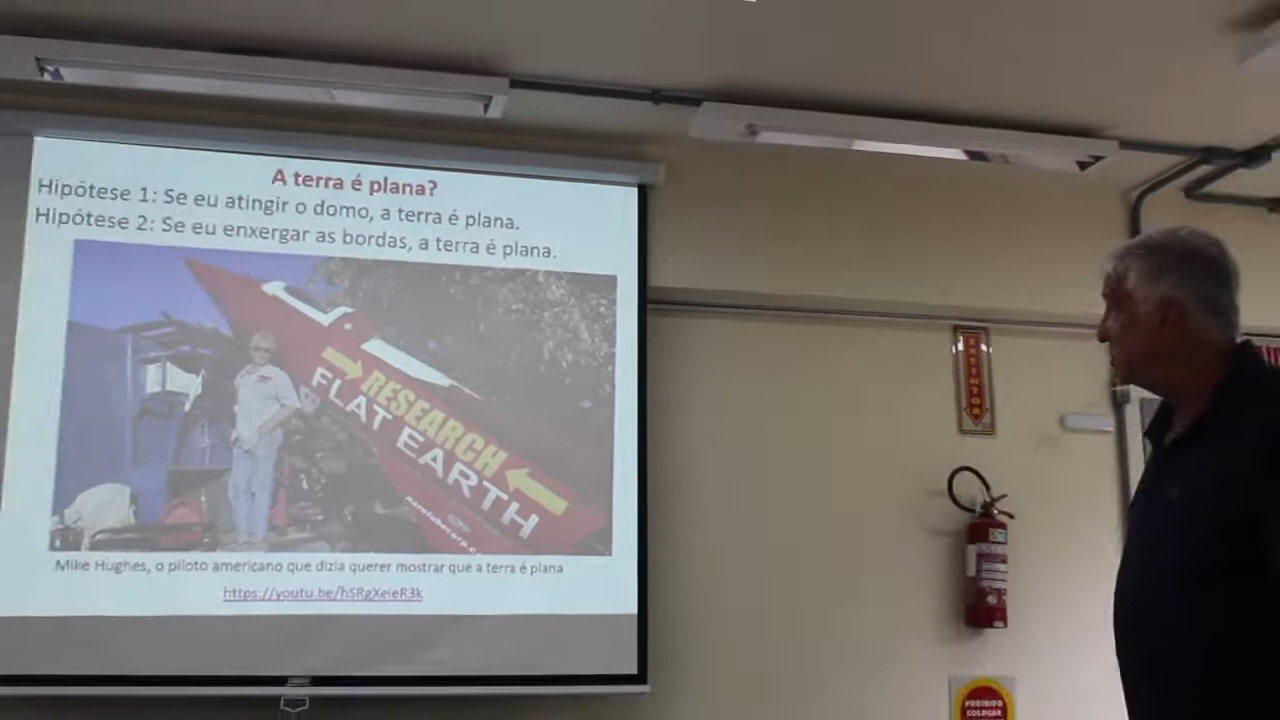 A terra é plana?
Hipótese 1: Se eu atingir o domo, a terra é plana.
Hipótese 2: Se eu enxergar as bordas, a terra é plana.
RESEARCH
FLAT EARTH
Mike Hughes, o piloto americano que dizia querer mostrar que a terra é plana
https://youtu.be/hSRgXeieR3k
EXTINTOR
PROIBIDO
COLOCAR